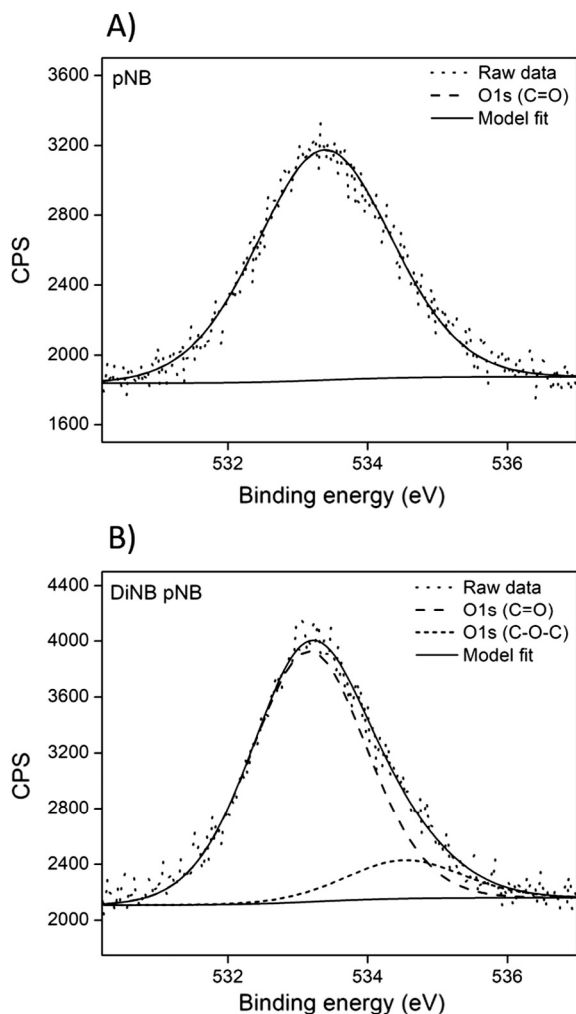 A)
pNB
Raw data
O1s (C=O)
Model fit
CPS
3600
3200
2800
2400
2000
1600
532
534
536
Binding energy (eV)
B)
DiNB pNB
Raw data
O1s (C=O)
O1s (C-O-C)
Model fit
CPS
4400
4000
3600
3200
2800
2400
2000
532
534
536
Binding energy (eV)